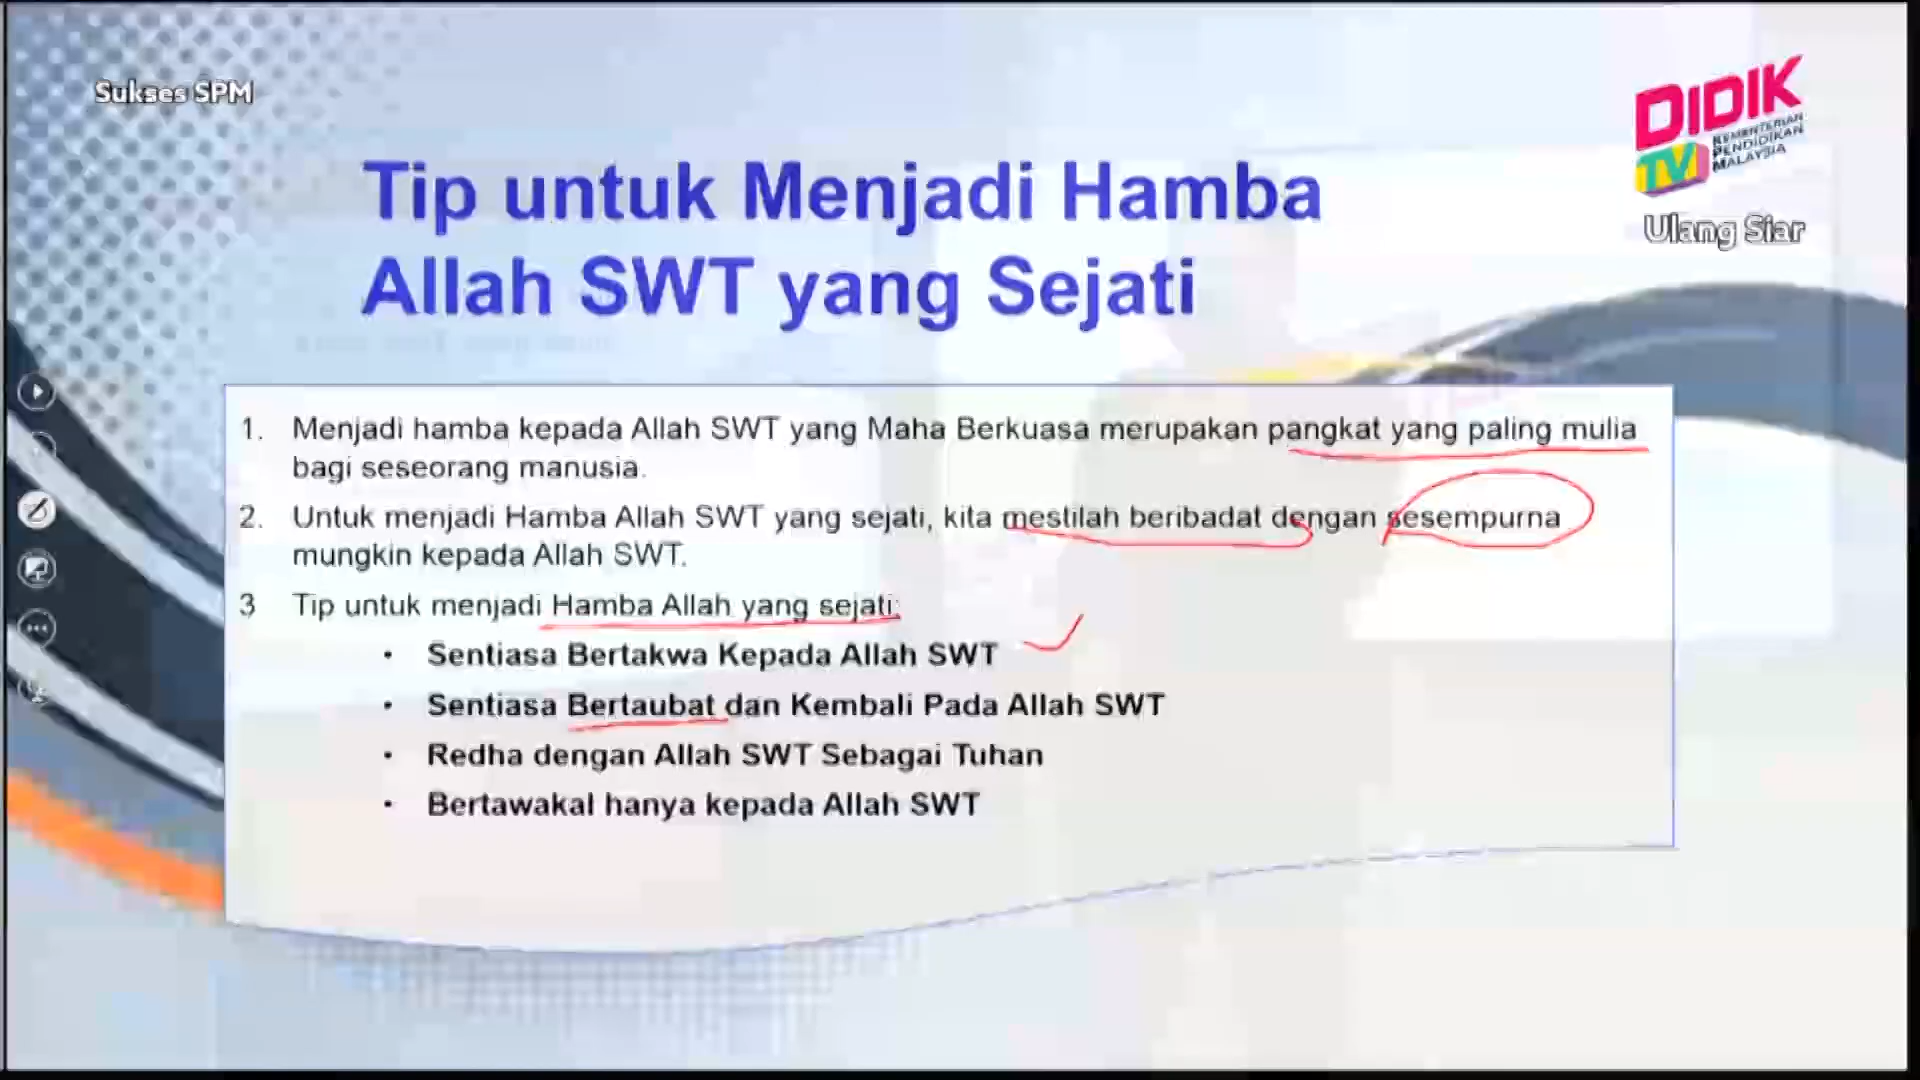 Sukses SPM
DIDIK
TV
KEMENTERIAN
PENDIDIKAN
MALAYSIA
Ulang Siar
Tip untuk Menjadi Hamba
Allah SWT yang Sejati
1. Menjadi hamba kepada Allah SWT yang Maha Berkuasa merupakan pangkat yang paling mulia
bagi seseorang manusia.
2. Untuk menjadi Hamba Allah SWT yang sejati, kita mestilah beribadat dengan sesempurna
mungkin kepada Allah SWT.
3 Tip untuk menjadi Hamba Allah yang sejati:
• Sentiasa Bertakwa Kepada Allah SWT
• Sentiasa Bertaubat dan Kembali Pada Allah SWT
• Redha dengan Allah SWT Sebagai Tuhan
• Bertawakal hanya kepada Allah SWT